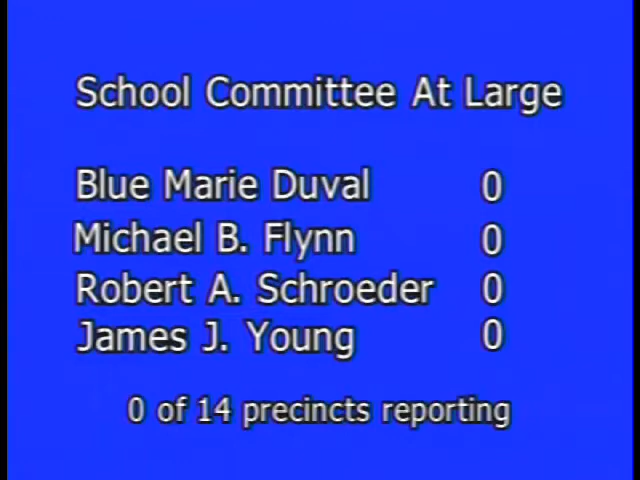 School Committee At Large
Blue Marie Duval 0
Michael B. Flynn 0
Robert A. Schroeder 0
James J. Young 0
0 of 14 precincts reporting